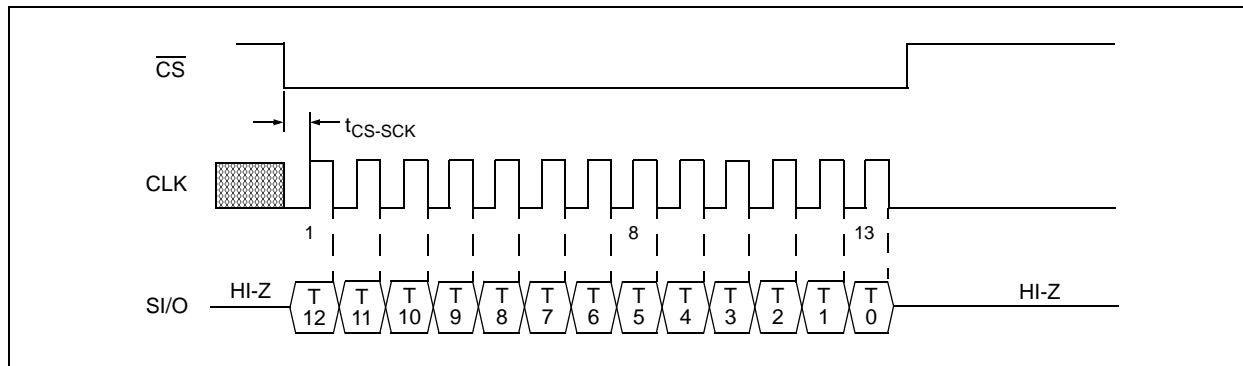 CS
tCS-SCK
CLK
1 8 13
SI/O HI-Z T T T T T T T T T T T T T HI-Z
12 11 10 9 8 7 6 5 4 3 2 1 0